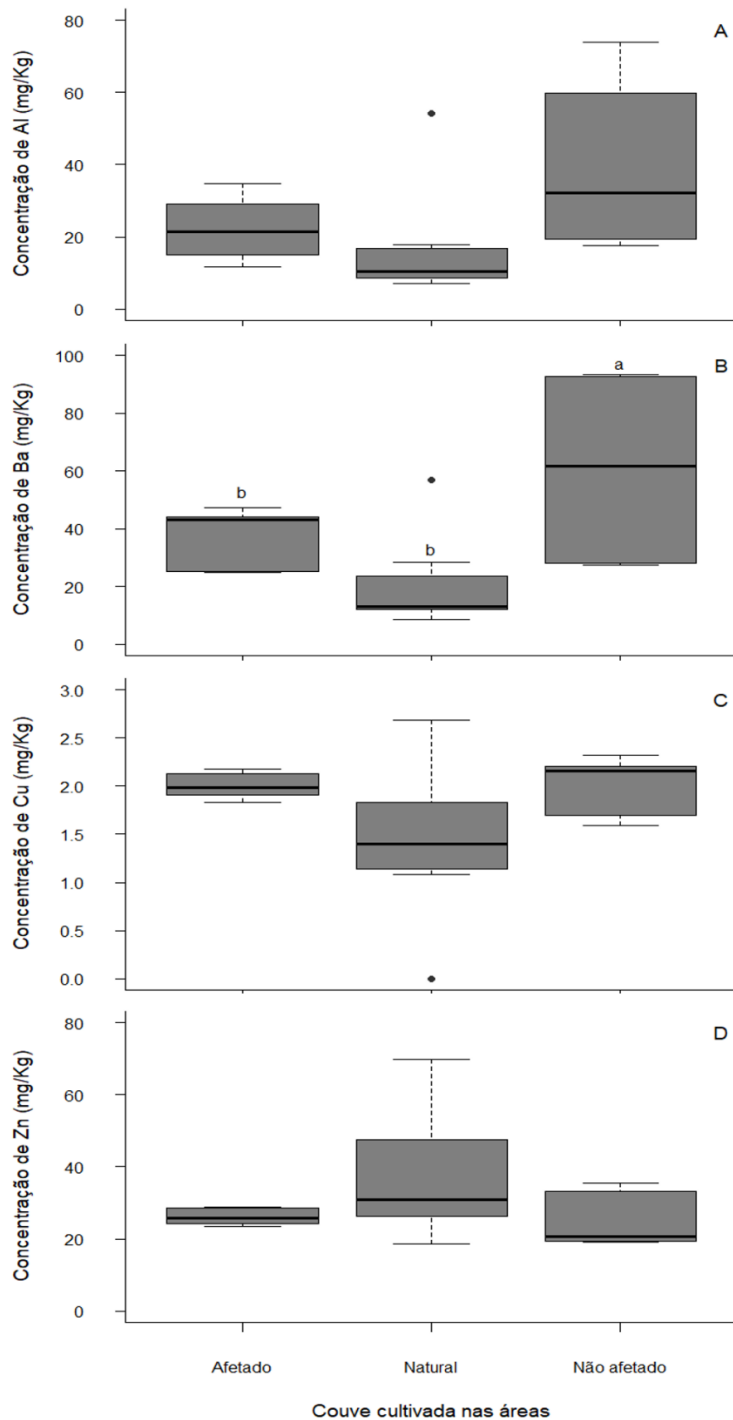 80
A
60
40
20
0
Concentração de Al (mg/Kg)
100
B
a
80
60
b
40
b
20
0
Concentração de Ba (mg/Kg)
3.0
C
2.5
2.0
1.5
1.0
0.5
0.0
Concentração de Cu (mg/Kg)
80
D
60
40
20
0
Concentração de Zn (mg/Kg)
Afetado Natural Não afetado
Couve cultivada nas áreas